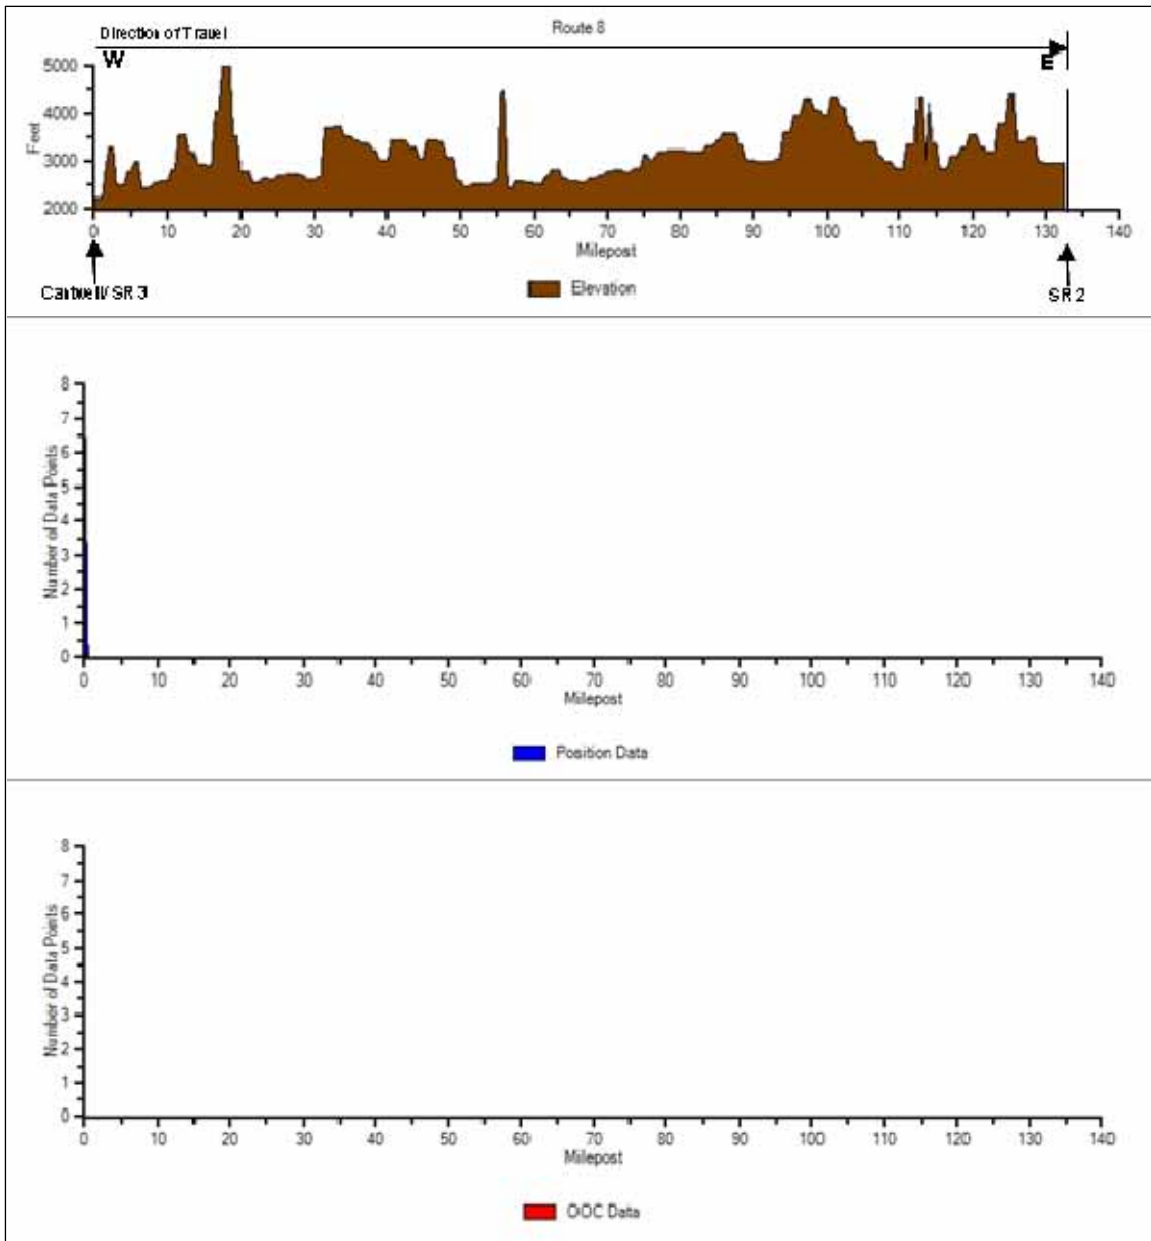 Route 8
Direction of Travel
W
E
5000
4000
3000
2000
Feet
0 10 20 30 40 50 60 70 80 90 100 110 120 130 140
Milepost
Cantwell/SR 3
SR 2
Elevation
8
7
6
5
4
3
2
1
0
Number of Data Points
0 10 20 30 40 50 60 70 80 90 100 110 120 130 140
Milepost
Position Data
8
7
6
5
4
3
2
1
0
Number of Data Points
0 10 20 30 40 50 60 70 80 90 100 110 120 130 140
Milepost
OOC Data